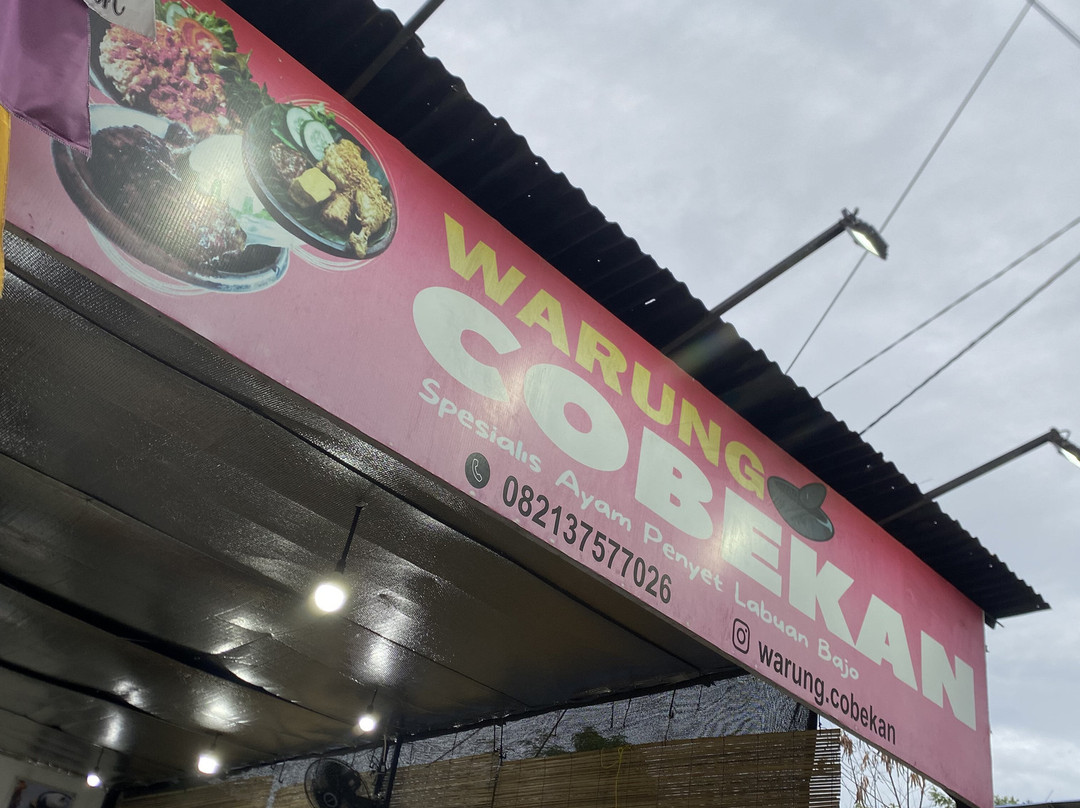 WARUNG
COBEKAN
Spesialis Ayam Penyet Labuan Bajo
082137577026
warung.cobekan